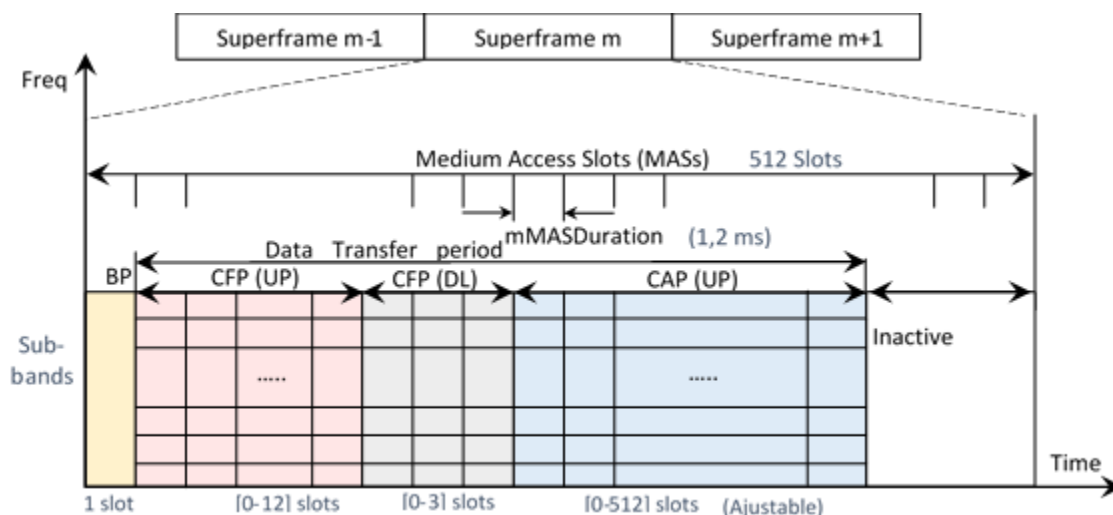 Superframe m-1 Superframe m Superframe m+1
Freq
Medium Access Slots (MASs) 512 Slots
mMASDuration (1,2 ms)
Data Transfer period
BP CFP (UP) CFP (DL) CAP (UP)
Inactive
Sub-
bands
..... .....
Time
1 slot [0-12] slots [0-3] slots [0-512] slots (Ajustable)